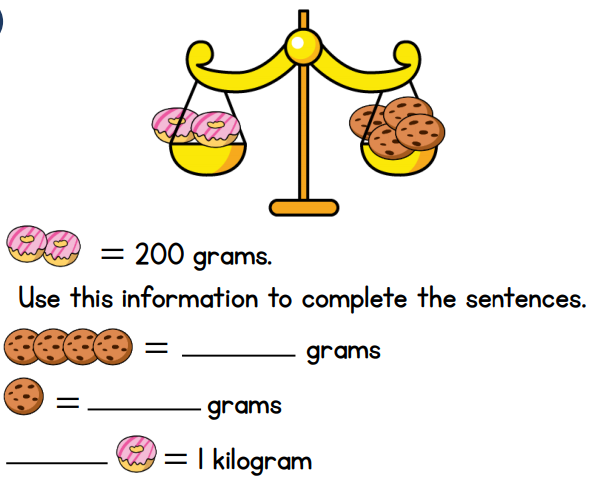 = 200 grams.
Use this information to complete the sentences.
= ________ grams
= ________ grams
________ = 1 kilogram